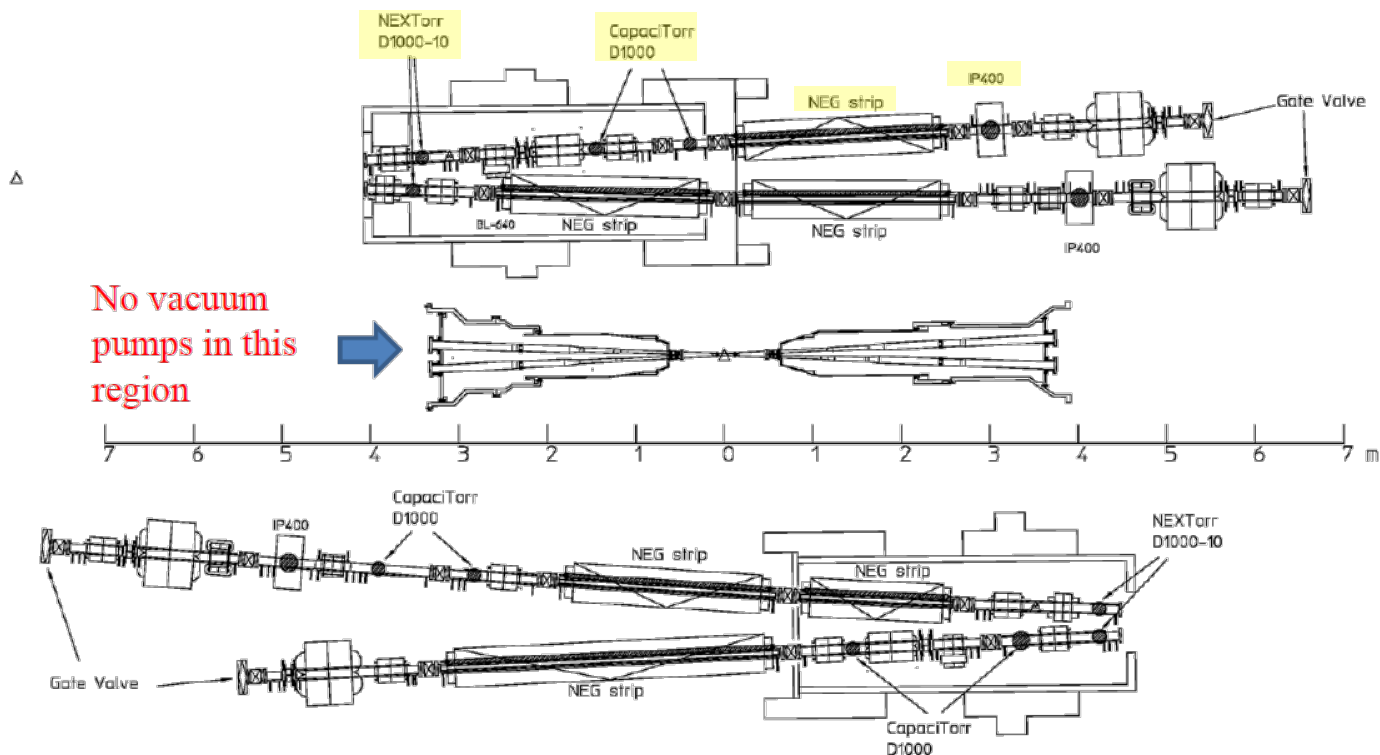 NEXTorr
D1000-10
CapaciTorr
D1000
IP400
NEG strip
Gate Valve
BL-640
NEG strip
NEG strip
IP400
No vacuum
pumps in this
region
7 6 5 4 3 2 1 0 1 2 3 4 5 6 7 m
CapaciTorr
D1000
IP400
NEG strip
NEG strip
NEXTorr
D1000-10
Gate Valve
NEG strip
CapaciTorr
D1000